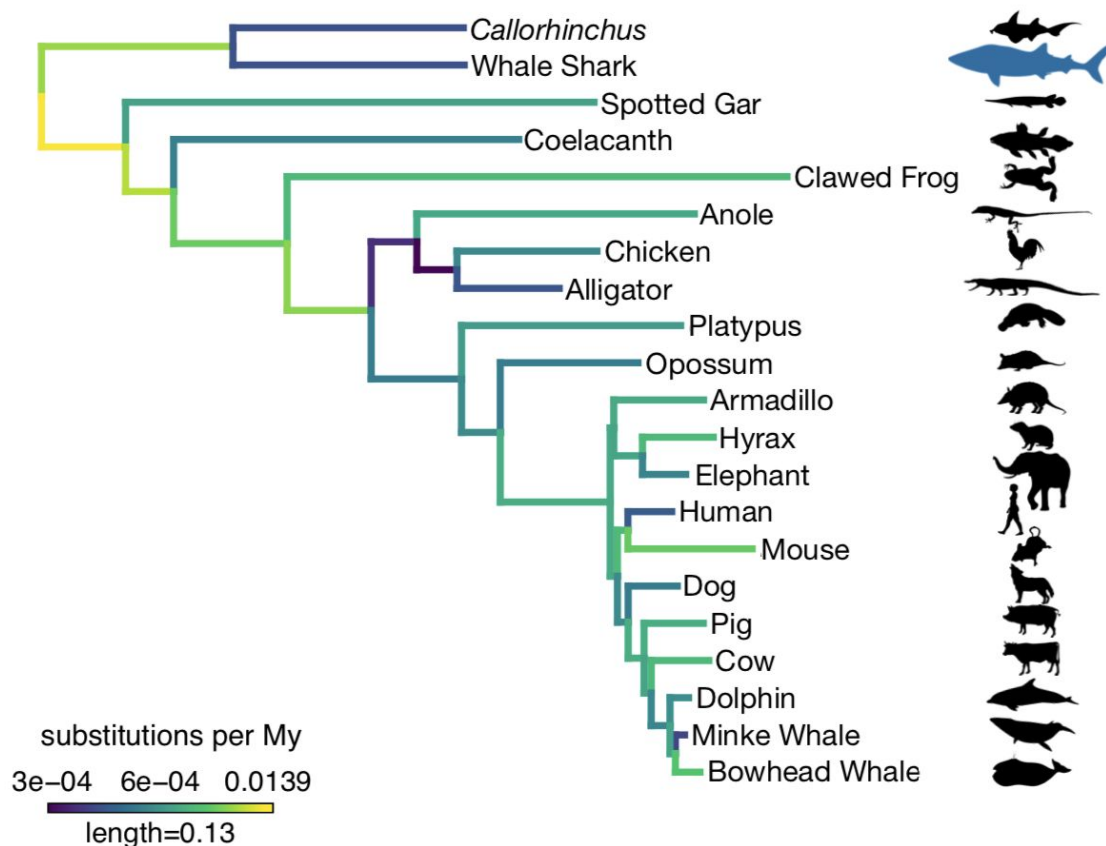 Callorhinchus
Whale Shark
Spotted Gar
Coelacanth
Clawed Frog
Anole
Chicken
Alligator
Platypus
Opossum
Armadillo
Hyrax
Elephant
Human
Mouse
Dog
Pig
Cow
Dolphin
Minke Whale
Bowhead Whale
substitutions per My
3e−04 6e−04 0.0139
length=0.13